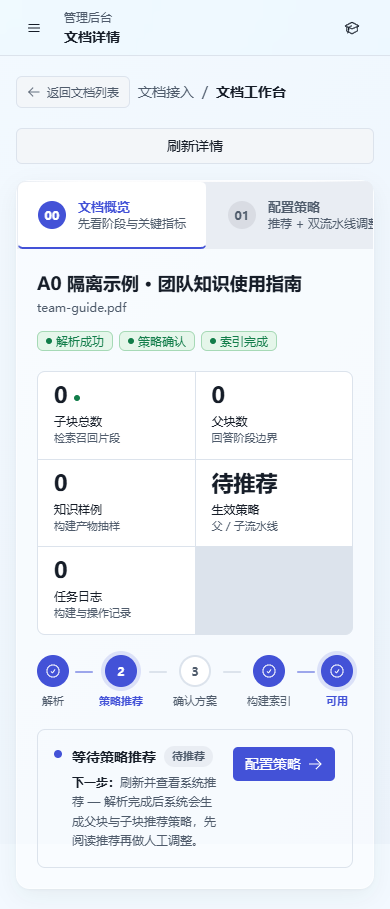 管理后台
文档详情
返回文档列表 文档接入 / 文档工作台
刷新详情
00 文档概览
先看阶段与关键指标
01 配置策略
推荐 + 双流水线调整
A0 隔离示例 · 团队知识使用指南
team-guide.pdf
解析成功 策略确认 索引完成
0
子块总数
检索召回片段
0
父块数
回答阶段边界
0
知识样例
构建产物抽样
待推荐
生效策略
父 / 子流水线
0
任务日志
构建与操作记录
2 3
解析 策略推荐 确认方案 构建索引 可用
等待策略推荐 待推荐
配置策略
下一步：刷新并查看系统推
荐 — 解析完成后系统会生
成父块与子块推荐策略，先
阅读推荐再做人工调整。